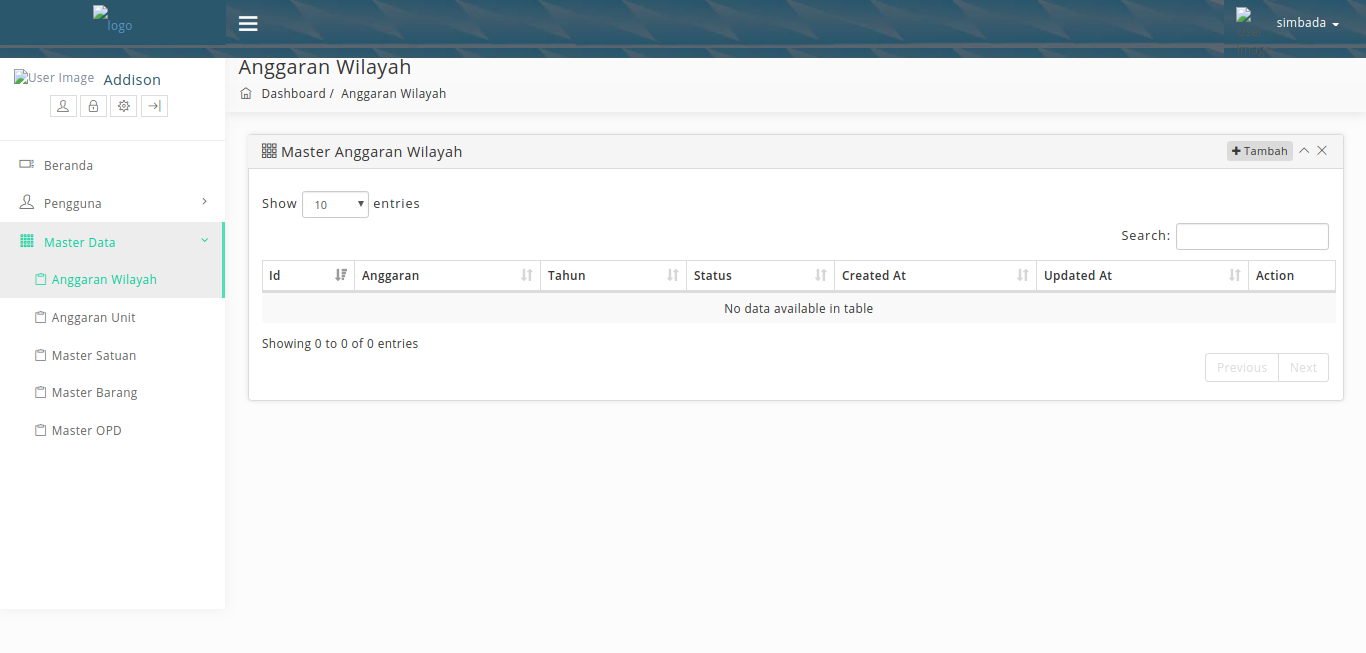 logo
simbada
User Image Addison
Anggaran Wilayah
Dashboard / Anggaran Wilayah
Beranda
Pengguna
Master Data
Anggaran Wilayah
Anggaran Unit
Master Satuan
Master Barang
Master OPD
Master Anggaran Wilayah
Tambah
Show 10 entries
Search:
Id Anggaran Tahun Status Created At Updated At Action
No data available in table
Showing 0 to 0 of 0 entries
Previous Next